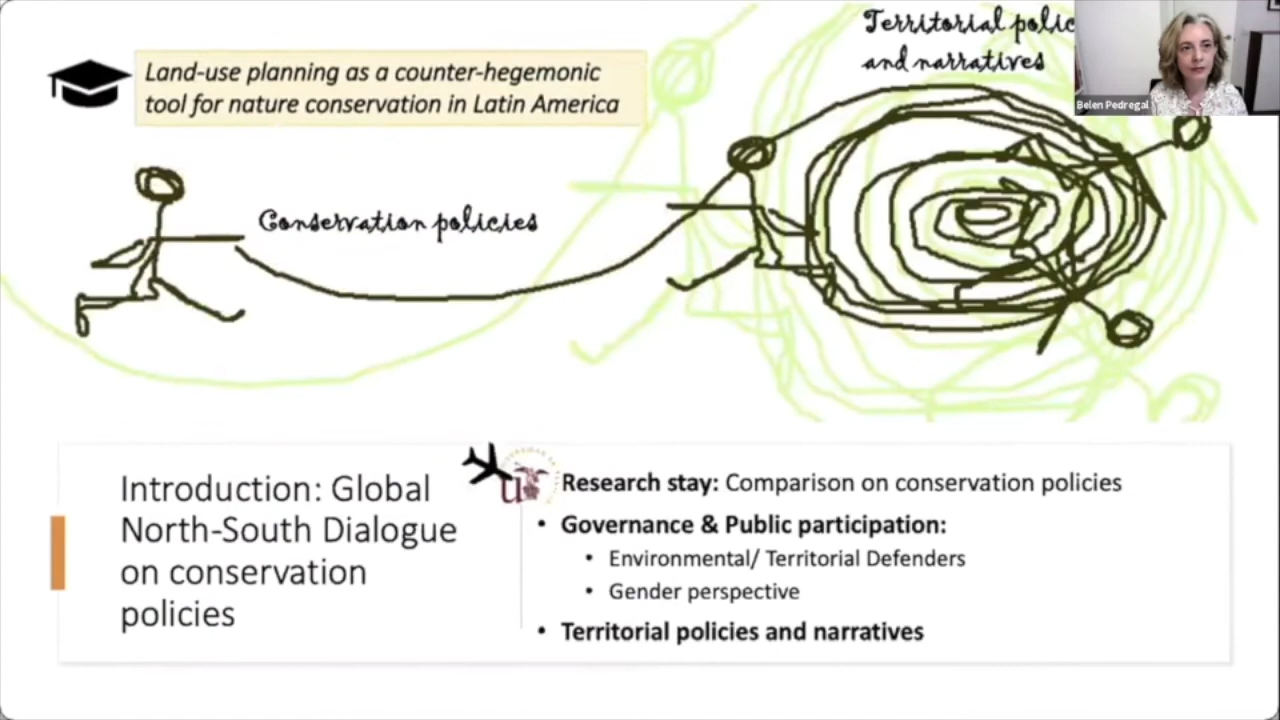 Territorial polic
and narratives
Belen Pedregal
Land-use planning as a counter-hegemonic
tool for nature conservation in Latin America
Conservation policies
Introduction: Global
North-South Dialogue
on conservation
policies
Research stay: Comparison on conservation policies
• Governance & Public participation:
• Environmental/ Territorial Defenders
• Gender perspective
• Territorial policies and narratives